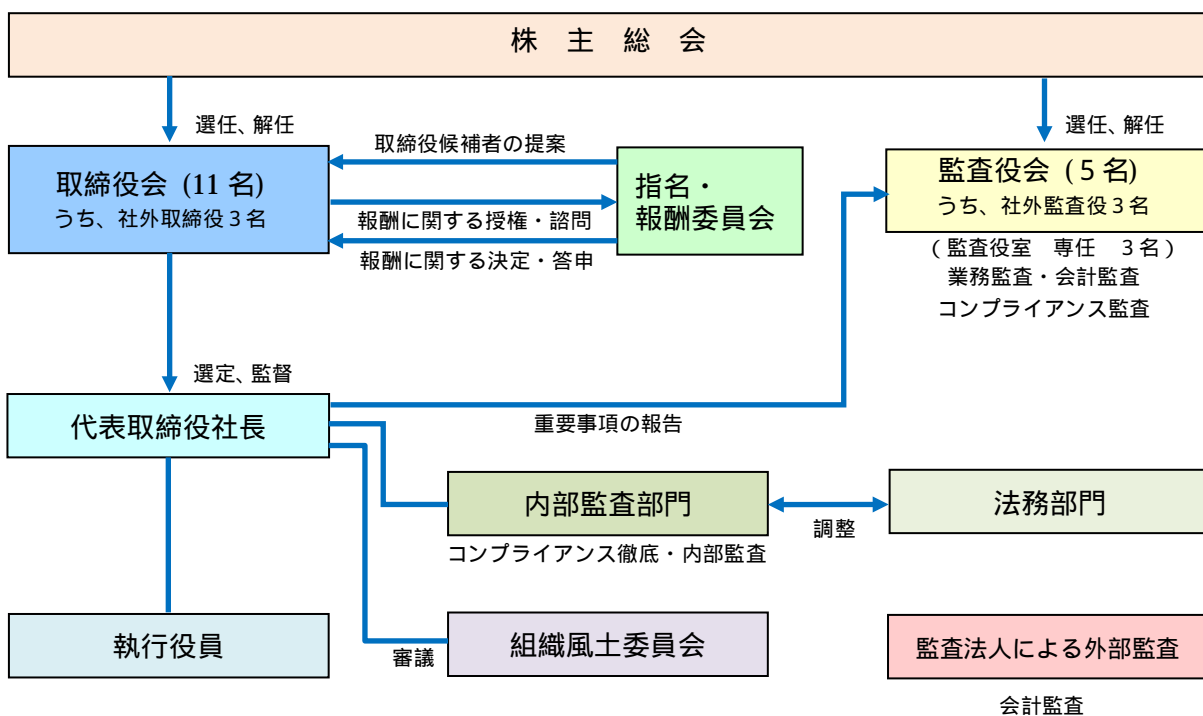 株 主 総 会
選任、解任
選任、解任
取締役候補者の提案
取締役会 (11 名)
うち、社外取締役３名
指名・
報酬委員会
監査役会 (５名)
うち、社外監査役３名
報酬に関する授権・諮問
報酬に関する決定・答申
(監査役室 専任 ３名)
業務監査・会計監査
コンプライアンス監査
選定、監督
代表取締役社長
重要事項の報告
内部監査部門
調整
法務部門
コンプライアンス徹底・内部監査
執行役員
審議
組織風土委員会
監査法人による外部監査
会計監査